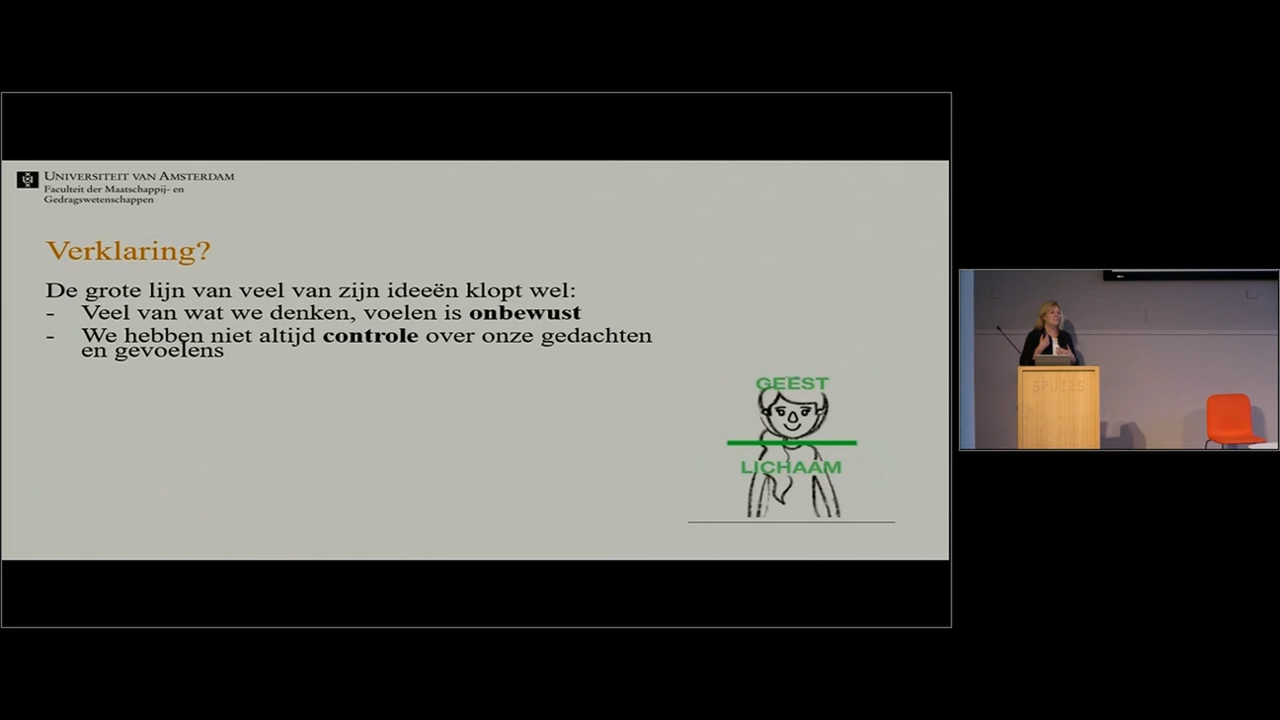 UNIVERSITEIT VAN AMSTERDAM
Faculteit der Maatschappij- en
Gedragswetenschappen
Verklaring?
De grote lijn van veel van zijn ideeën klopt wel:
- Veel van wat we denken, voelen is onbewust
- We hebben niet altijd controle over onze gedachten
en gevoelens
GEEST
LICHAAM
SPUI25